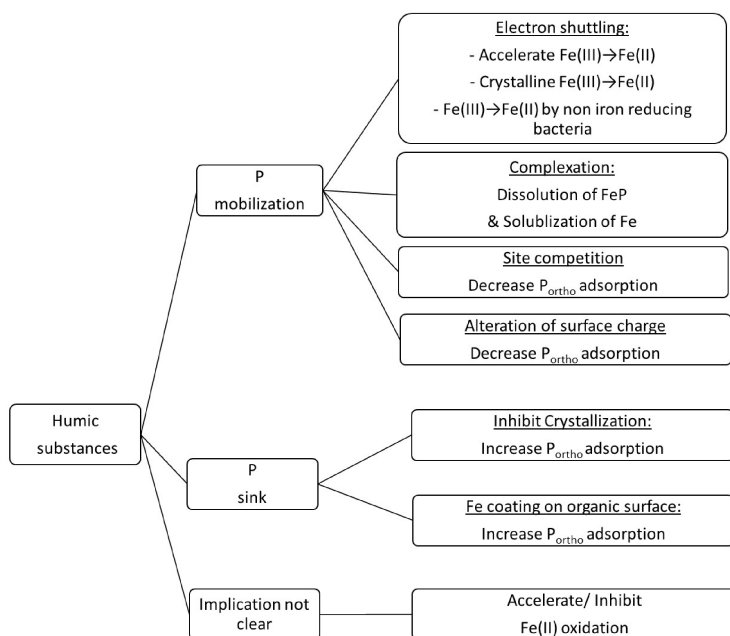 Electron shuttling:
- Accelerate Fe(III)→Fe(II)
- Crystalline Fe(III)→Fe(II)
- Fe(III)→Fe(II) by non iron reducing
bacteria
P
mobilization
Complexation:
Dissolution of FeP
& Solublization of Fe
Site competition
Decrease Portho adsorption
Alteration of surface charge
Decrease Portho adsorption
Humic
substances
Inhibit Crystallization:
Increase Portho adsorption
P
sink
Fe coating on organic surface:
Increase Portho adsorption
Implication not
clear
Accelerate/ Inhibit
Fe(II) oxidation